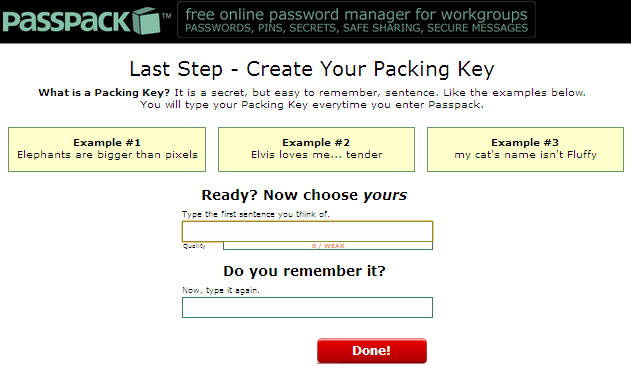 PASSPACK™ free online password manager for workgroups
PASSWORDS, PINS, SECRETS, SAFE SHARING, SECURE MESSAGES
Last Step - Create Your Packing Key
What is a Packing Key? It is a secret, but easy to remember, sentence. Like the examples below.
You will type your Packing Key everytime you enter Passpack.
Example #1
Elephants are bigger than pixels
Example #2
Elvis loves me... tender
Example #3
my cat's name isn't Fluffy
Ready? Now choose yours
Type the first sentence you think of.
Quality 0 / WEAK
Do you remember it?
Now, type it again.
Done!